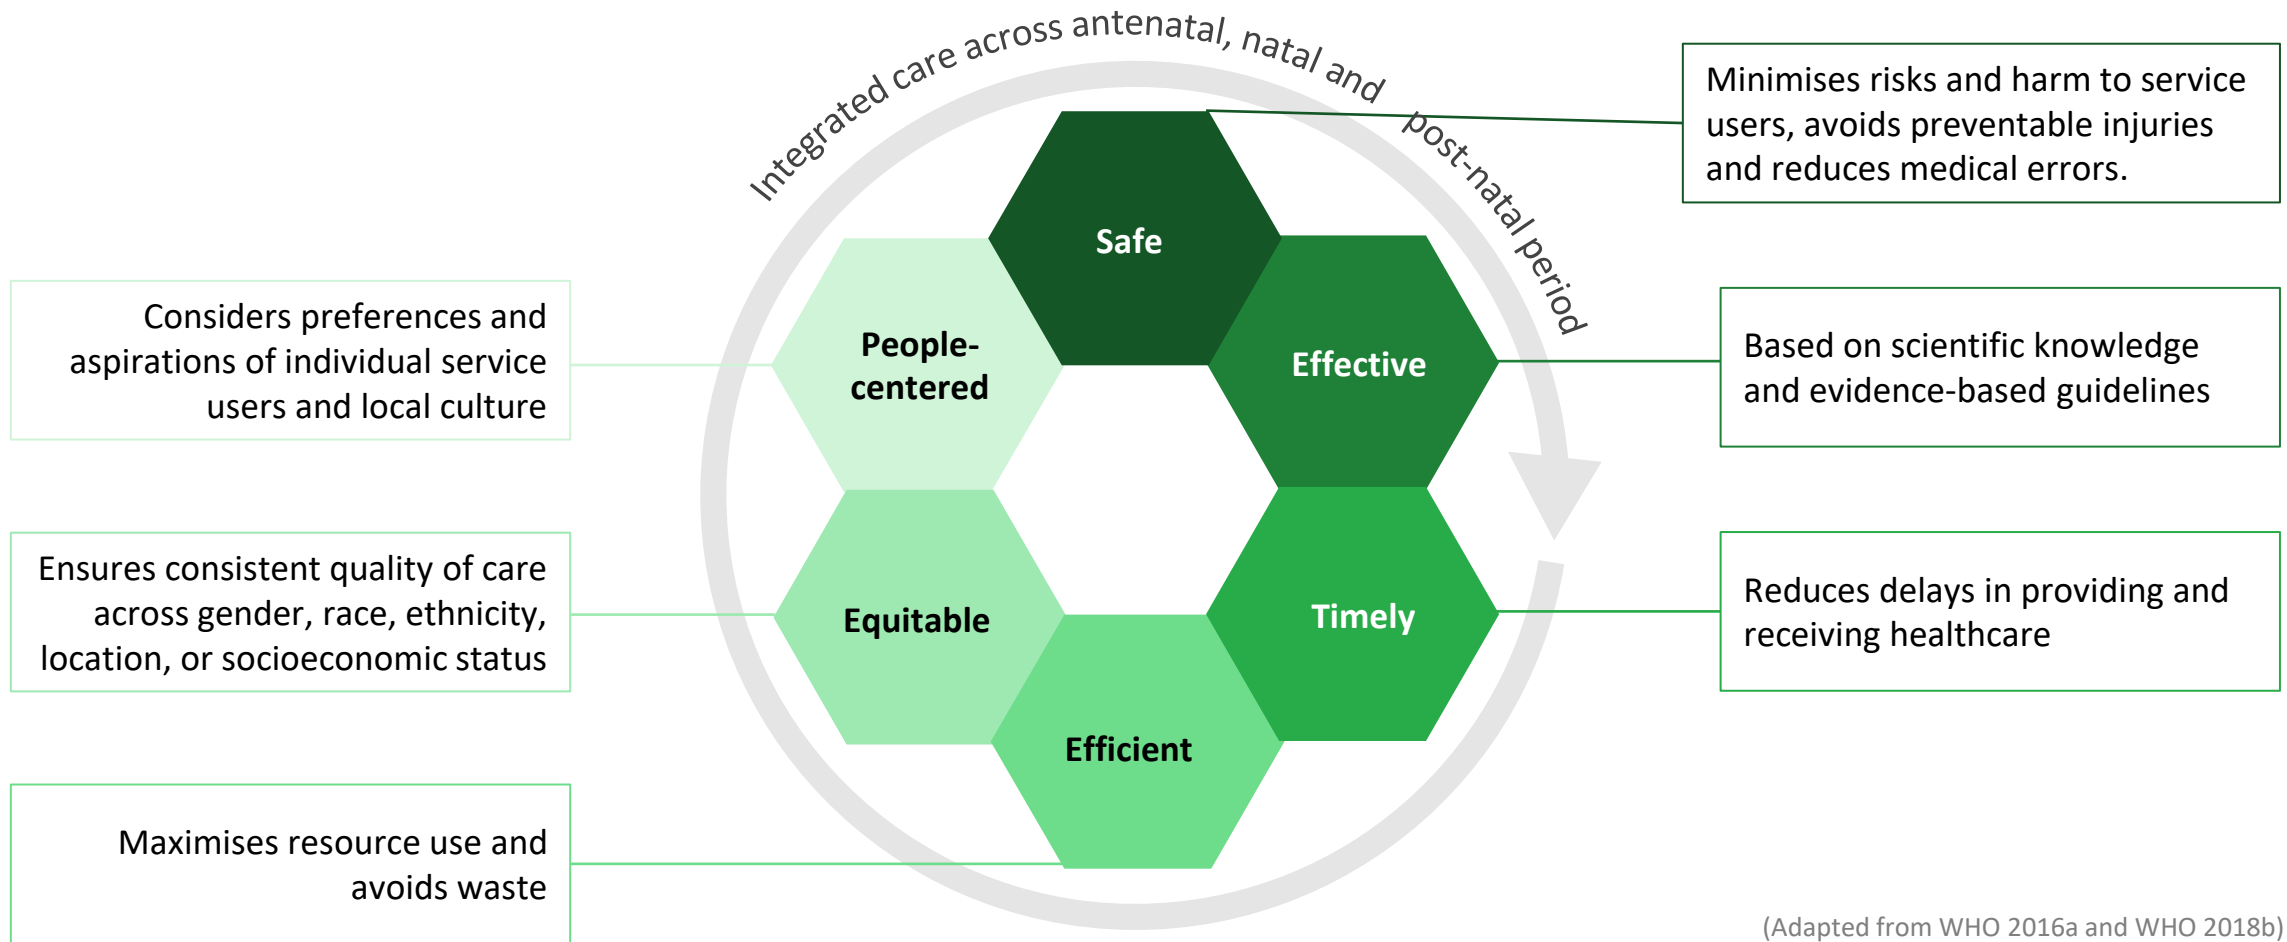 Integrated care across antenatal, natal and post-natal period
Minimises risks and harm to service
users, avoids preventable injuries
and reduces medical errors.
Safe
Considers preferences and
aspirations of individual service
users and local culture
People-
centered
Effective
Based on scientific knowledge
and evidence-based guidelines
Ensures consistent quality of care
across gender, race, ethnicity,
location, or socioeconomic status
Equitable
Timely
Reduces delays in providing and
receiving healthcare
Efficient
Maximises resource use and
avoids waste
(Adapted from WHO 2016a and WHO 2018b)